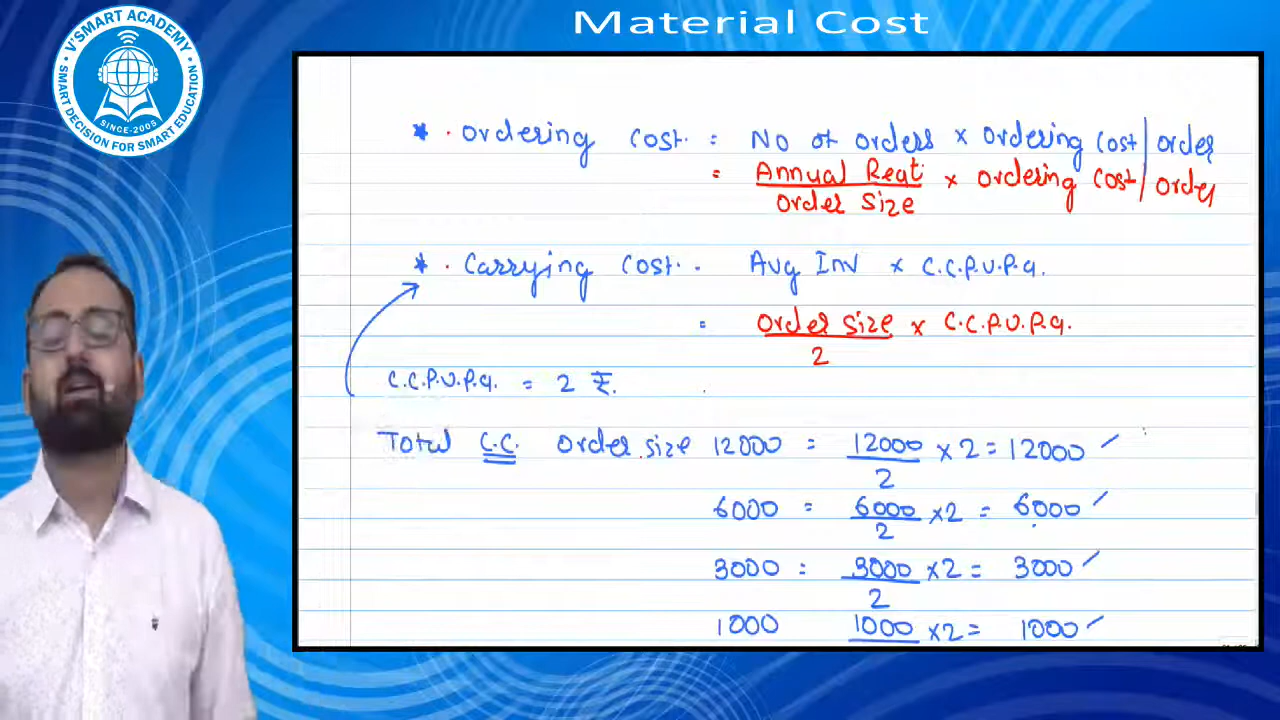 Material Cost
V'SMART ACADEMY
SINCE-2005
SMART DECISION FOR SMART EDUCATION
* . Ordering Cost. = No of orders × ordering Cost / order
= Annual Reqt / Order Size × ordering Cost / order
* . Carrying Cost. . Avg Inv × C.C.P.U.P.a.
= Order size / 2 × C.C.P.U.P.a.
C.C.P.U.P.a. = 2 ₹.
Total C.C. Order size 12000 = 12000 / 2 × 2 = 12000
6000 = 6000 / 2 × 2 = 6000
3000 = 3000 / 2 × 2 = 3000
1000 1000 × 2 = 1000